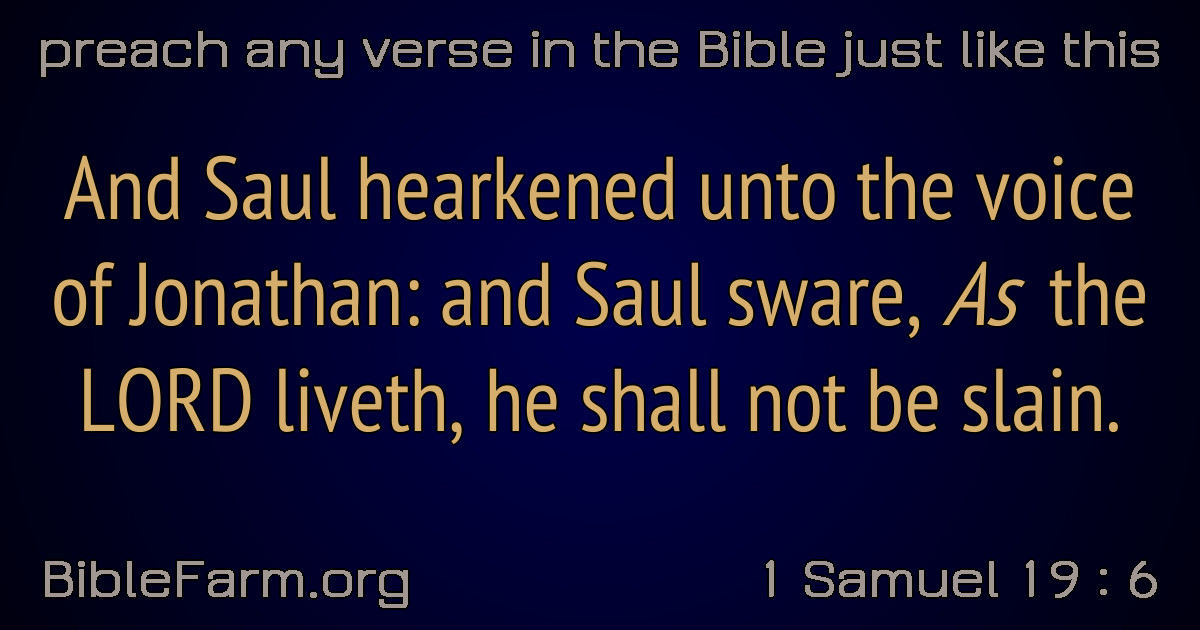 preach any verse in the Bible just like this
And Saul hearkened unto the voice
of Jonathan: and Saul sware, As the
LORD liveth, he shall not be slain.
BibleFarm.org
1 Samuel 19 : 6